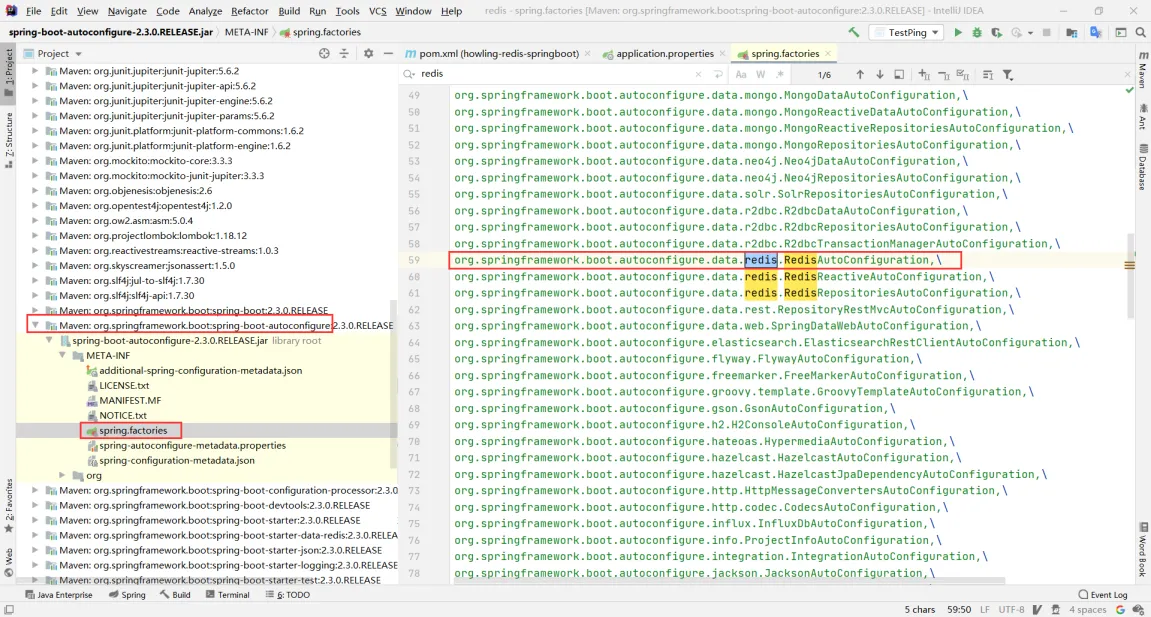 File Edit View Navigate Code Analyze Refactor Build Run Tools VCS Window Help redis - spring.factories [Maven: org.springframework.boot:spring-boot-autoconfigure:2.3.0.RELEASE] - IntelliJ IDEA
spring-boot-autoconfigure-2.3.0.RELEASE.jar META-INF spring.factories TestPing
Project pom.xml (howling-redis-springboot) application.properties spring.factories
redis Aa W .* 1/6
1: Project
Z: Structure
2: Favorites
Web
Maven: org.junit.jupiter:junit-jupiter:5.6.2
Maven: org.junit.jupiter:junit-jupiter-api:5.6.2
Maven: org.junit.jupiter:junit-jupiter-engine:5.6.2
Maven: org.junit.jupiter:junit-jupiter-params:5.6.2
Maven: org.junit.platform:junit-platform-commons:1.6.2
Maven: org.junit.platform:junit-platform-engine:1.6.2
Maven: org.mockito:mockito-core:3.3.3
Maven: org.mockito:mockito-junit-jupiter:3.3.3
Maven: org.objenesis:objenesis:2.6
Maven: org.opentest4j:opentest4j:1.2.0
Maven: org.ow2.asm:asm:5.0.4
Maven: org.projectlombok:lombok:1.18.12
Maven: org.reactivestreams:reactive-streams:1.0.3
Maven: org.skyscreamer:jsonassert:1.5.0
Maven: org.slf4j:jul-to-slf4j:1.7.30
Maven: org.slf4j:slf4j-api:1.7.30
Maven: org.springframework.boot:spring-boot:2.3.0.RELEASE
Maven: org.springframework.boot:spring-boot-autoconfigure:2.3.0.RELEASE
spring-boot-autoconfigure-2.3.0.RELEASE.jar library root
META-INF
additional-spring-configuration-metadata.json
LICENSE.txt
MANIFEST.MF
NOTICE.txt
spring.factories
spring-autoconfigure-metadata.properties
spring-configuration-metadata.json
org
Maven: org.springframework.boot:spring-boot-configuration-processor:2.3.0
Maven: org.springframework.boot:spring-boot-devtools:2.3.0.RELEASE
Maven: org.springframework.boot:spring-boot-starter:2.3.0.RELEASE
Maven: org.springframework.boot:spring-boot-starter-data-redis:2.3.0.RELEA
Maven: org.springframework.boot:spring-boot-starter-json:2.3.0.RELEASE
Maven: org.springframework.boot:spring-boot-starter-logging:2.3.0.RELEASE
Maven: org.springframework.boot:spring-boot-starter-test:2.3.0.RELEASE
49 org.springframework.boot.autoconfigure.data.mongo.MongoDataAutoConfiguration,\
50 org.springframework.boot.autoconfigure.data.mongo.MongoReactiveDataAutoConfiguration,\
51 org.springframework.boot.autoconfigure.data.mongo.MongoReactiveRepositoriesAutoConfiguration,\
52 org.springframework.boot.autoconfigure.data.mongo.MongoRepositoriesAutoConfiguration,\
53 org.springframework.boot.autoconfigure.data.neo4j.Neo4jDataAutoConfiguration,\
54 org.springframework.boot.autoconfigure.data.neo4j.Neo4jRepositoriesAutoConfiguration,\
55 org.springframework.boot.autoconfigure.data.solr.SolrRepositoriesAutoConfiguration,\
56 org.springframework.boot.autoconfigure.data.r2dbc.R2dbcDataAutoConfiguration,\
57 org.springframework.boot.autoconfigure.data.r2dbc.R2dbcRepositoriesAutoConfiguration,\
58 org.springframework.boot.autoconfigure.data.r2dbc.R2dbcTransactionManagerAutoConfiguration,\
59 org.springframework.boot.autoconfigure.data.redis.RedisAutoConfiguration,\
60 org.springframework.boot.autoconfigure.data.redis.RedisReactiveAutoConfiguration,\
61 org.springframework.boot.autoconfigure.data.redis.RedisRepositoriesAutoConfiguration,\
62 org.springframework.boot.autoconfigure.data.rest.RepositoryRestMvcAutoConfiguration,\
63 org.springframework.boot.autoconfigure.data.web.SpringDataWebAutoConfiguration,\
64 org.springframework.boot.autoconfigure.elasticsearch.ElasticsearchRestClientAutoConfiguration,\
65 org.springframework.boot.autoconfigure.flyway.FlywayAutoConfiguration,\
66 org.springframework.boot.autoconfigure.freemarker.FreeMarkerAutoConfiguration,\
67 org.springframework.boot.autoconfigure.groovy.template.GroovyTemplateAutoConfiguration,\
68 org.springframework.boot.autoconfigure.gson.GsonAutoConfiguration,\
69 org.springframework.boot.autoconfigure.h2.H2ConsoleAutoConfiguration,\
70 org.springframework.boot.autoconfigure.hateoas.HypermediaAutoConfiguration,\
71 org.springframework.boot.autoconfigure.hazelcast.HazelcastAutoConfiguration,\
72 org.springframework.boot.autoconfigure.hazelcast.HazelcastJpaDependencyAutoConfiguration,\
73 org.springframework.boot.autoconfigure.http.HttpMessageConvertersAutoConfiguration,\
74 org.springframework.boot.autoconfigure.http.codec.CodecsAutoConfiguration,\
75 org.springframework.boot.autoconfigure.influx.InfluxDbAutoConfiguration,\
76 org.springframework.boot.autoconfigure.info.ProjectInfoAutoConfiguration,\
77 org.springframework.boot.autoconfigure.integration.IntegrationAutoConfiguration,\
78 org.springframework.boot.autoconfigure.jackson.JacksonAutoConfiguration,\
Maven
Ant
Database
Word Book
Java Enterprise Spring Build Terminal 6: TODO Event Log
5 chars 59:50 LF UTF-8 4 spaces